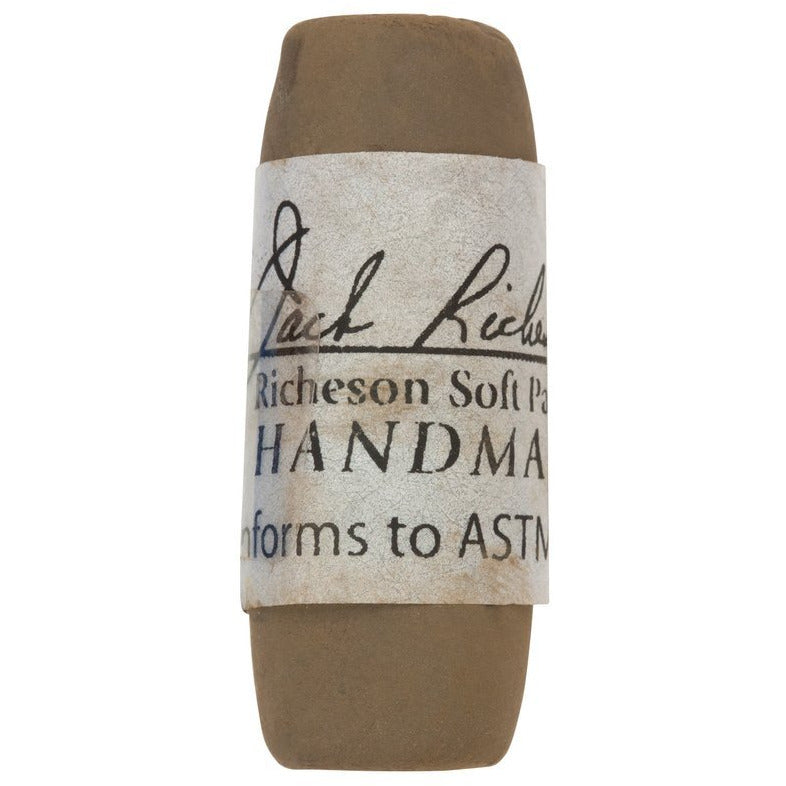 Jack Riche
Richeson Soft Pa
HANDMA
nforms to ASTM